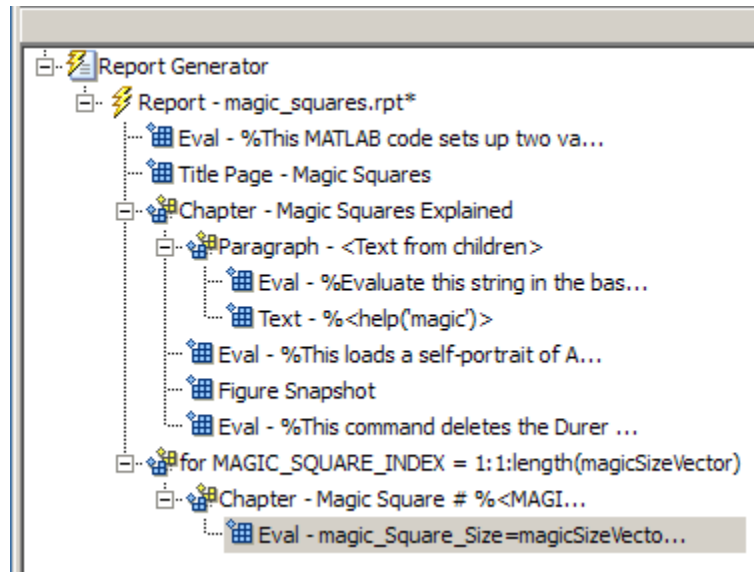 Report Generator
Report - magic_squares.rpt*
Eval - %This MATLAB code sets up two va...
Title Page - Magic Squares
Chapter - Magic Squares Explained
Paragraph - <Text from children>
Eval - %Evaluate this string in the bas...
Text - %<help('magic')>
Eval - %This loads a self-portrait of A...
Figure Snapshot
Eval - %This command deletes the Durer ...
for MAGIC_SQUARE_INDEX = 1:1:length(magicSizeVector)
Chapter - Magic Square # %<MAGI...
Eval - magic_Square_Size=magicSizeVecto...